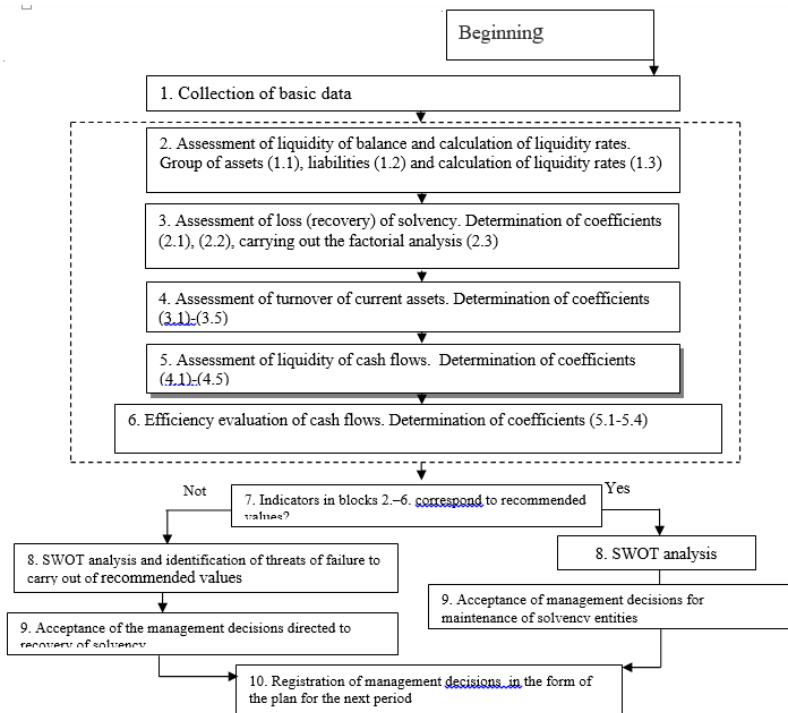 Beginning
1. Collection of basic data
2. Assessment of liquidity of balance and calculation of liquidity rates.
Group of assets (1.1), liabilities (1.2) and calculation of liquidity rates (1.3)
3. Assessment of loss (recovery) of solvency. Determination of coefficients
(2.1), (2.2), carrying out the factorial analysis (2.3)
4. Assessment of turnover of current assets. Determination of coefficients
(3.1)-(3.5)
5. Assessment of liquidity of cash flows. Determination of coefficients
(4.1)-(4.5)
6. Efficiency evaluation of cash flows. Determination of coefficients (5.1-5.4)
Not
Yes
7. Indicators in blocks 2.–6. correspond to recommended
values?
8. SWOT analysis and identification of threats of failure to
carry out of recommended values
8. SWOT analysis
9. Acceptance of the management decisions directed to
recovery of solvency
9. Acceptance of management decisions for
maintenance of solvency entities
10. Registration of management decisions in the form of
the plan for the next period